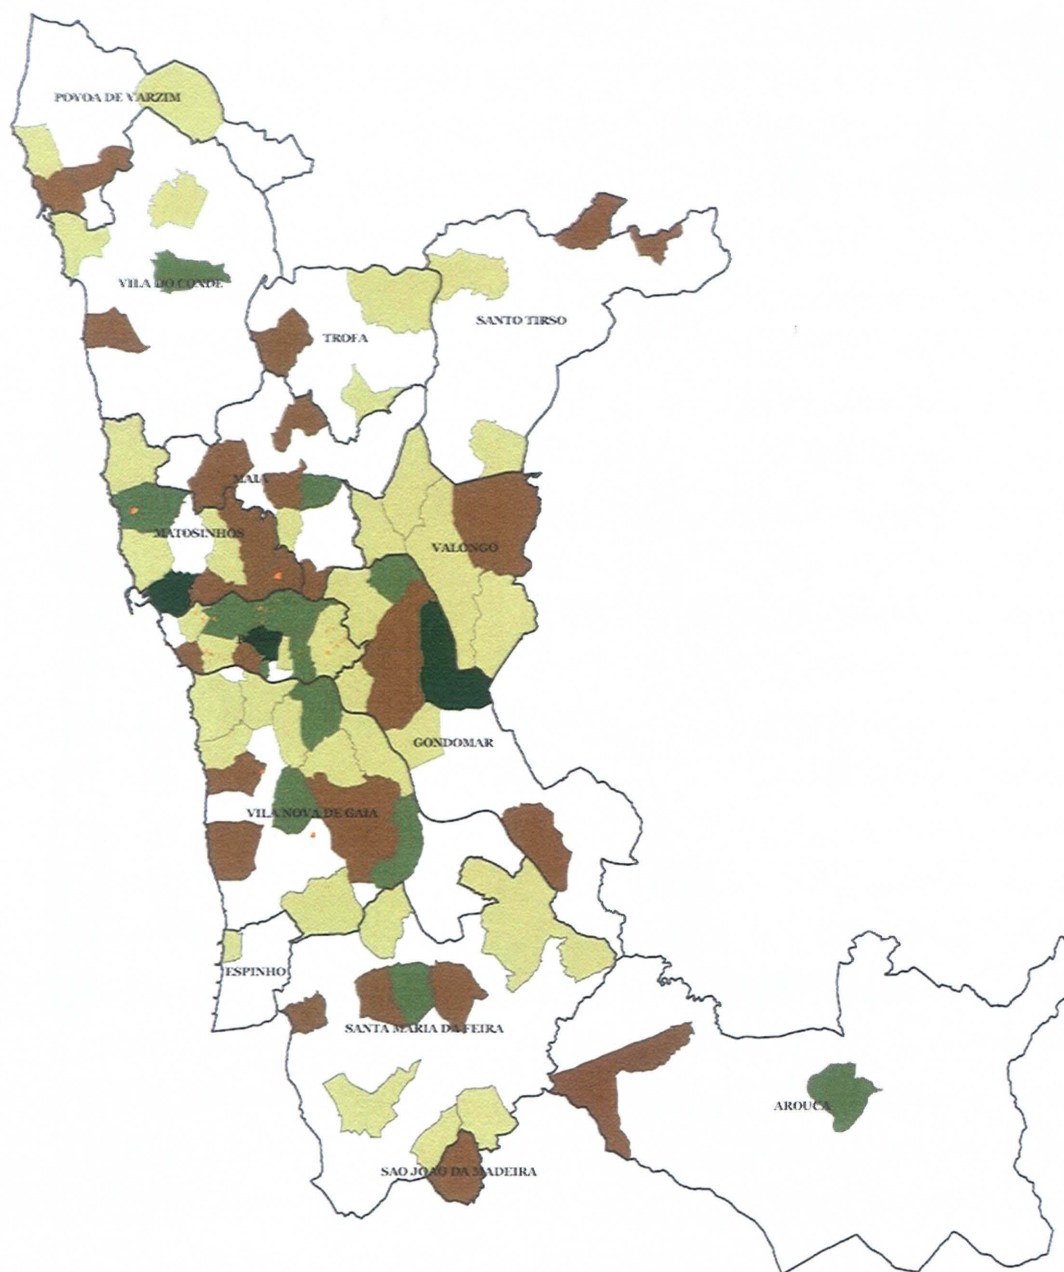 POVOA DE VARZIM
VILA DO CONDE
SANTO TIRSO
TROFA
MAIA
MATOSINHOS
VALONGO
GONDOMAR
VILA NOVA DE GAIA
ESPINHO
SANTA MARIA DA FEIRA
AROUCA
SAO JOAO DA MADEIRA